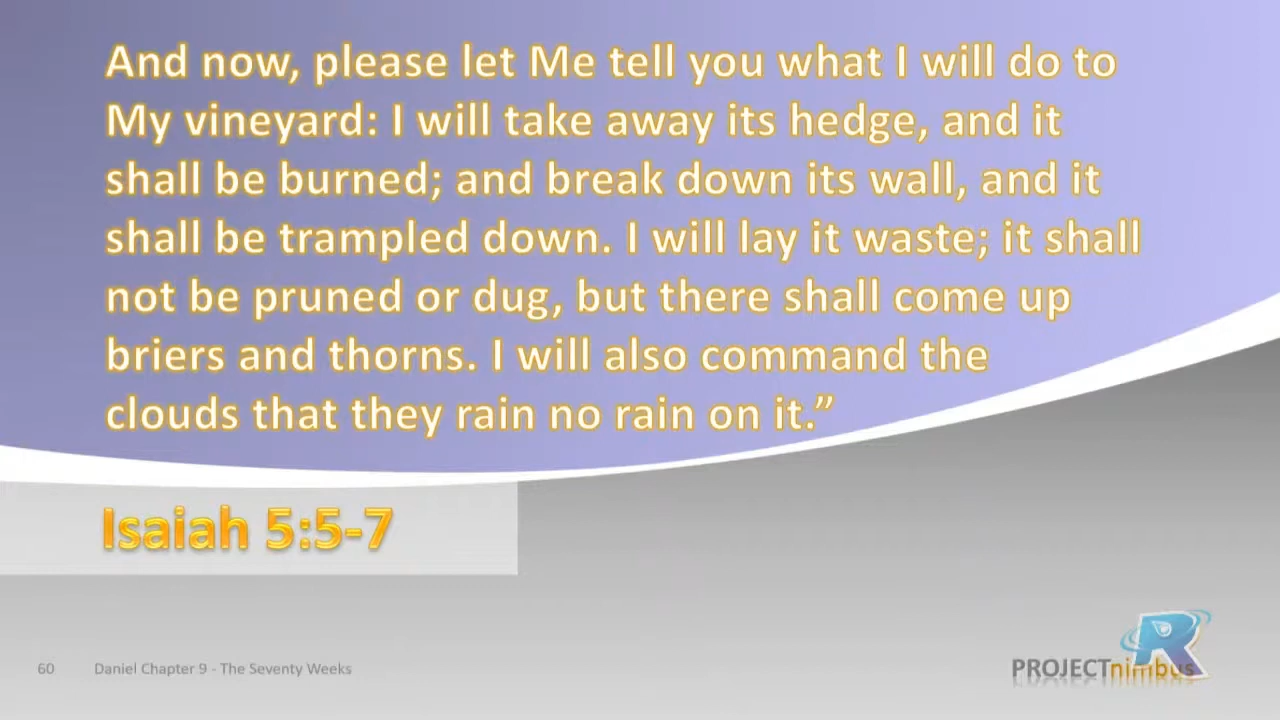 And now, please let Me tell you what I will do to
My vineyard: I will take away its hedge, and it
shall be burned; and break down its wall, and it
shall be trampled down. I will lay it waste; it shall
not be pruned or dug, but there shall come up
briers and thorns. I will also command the
clouds that they rain no rain on it.”
Isaiah 5:5-7
60 Daniel Chapter 9 - The Seventy Weeks
PROJECTnimbus
R